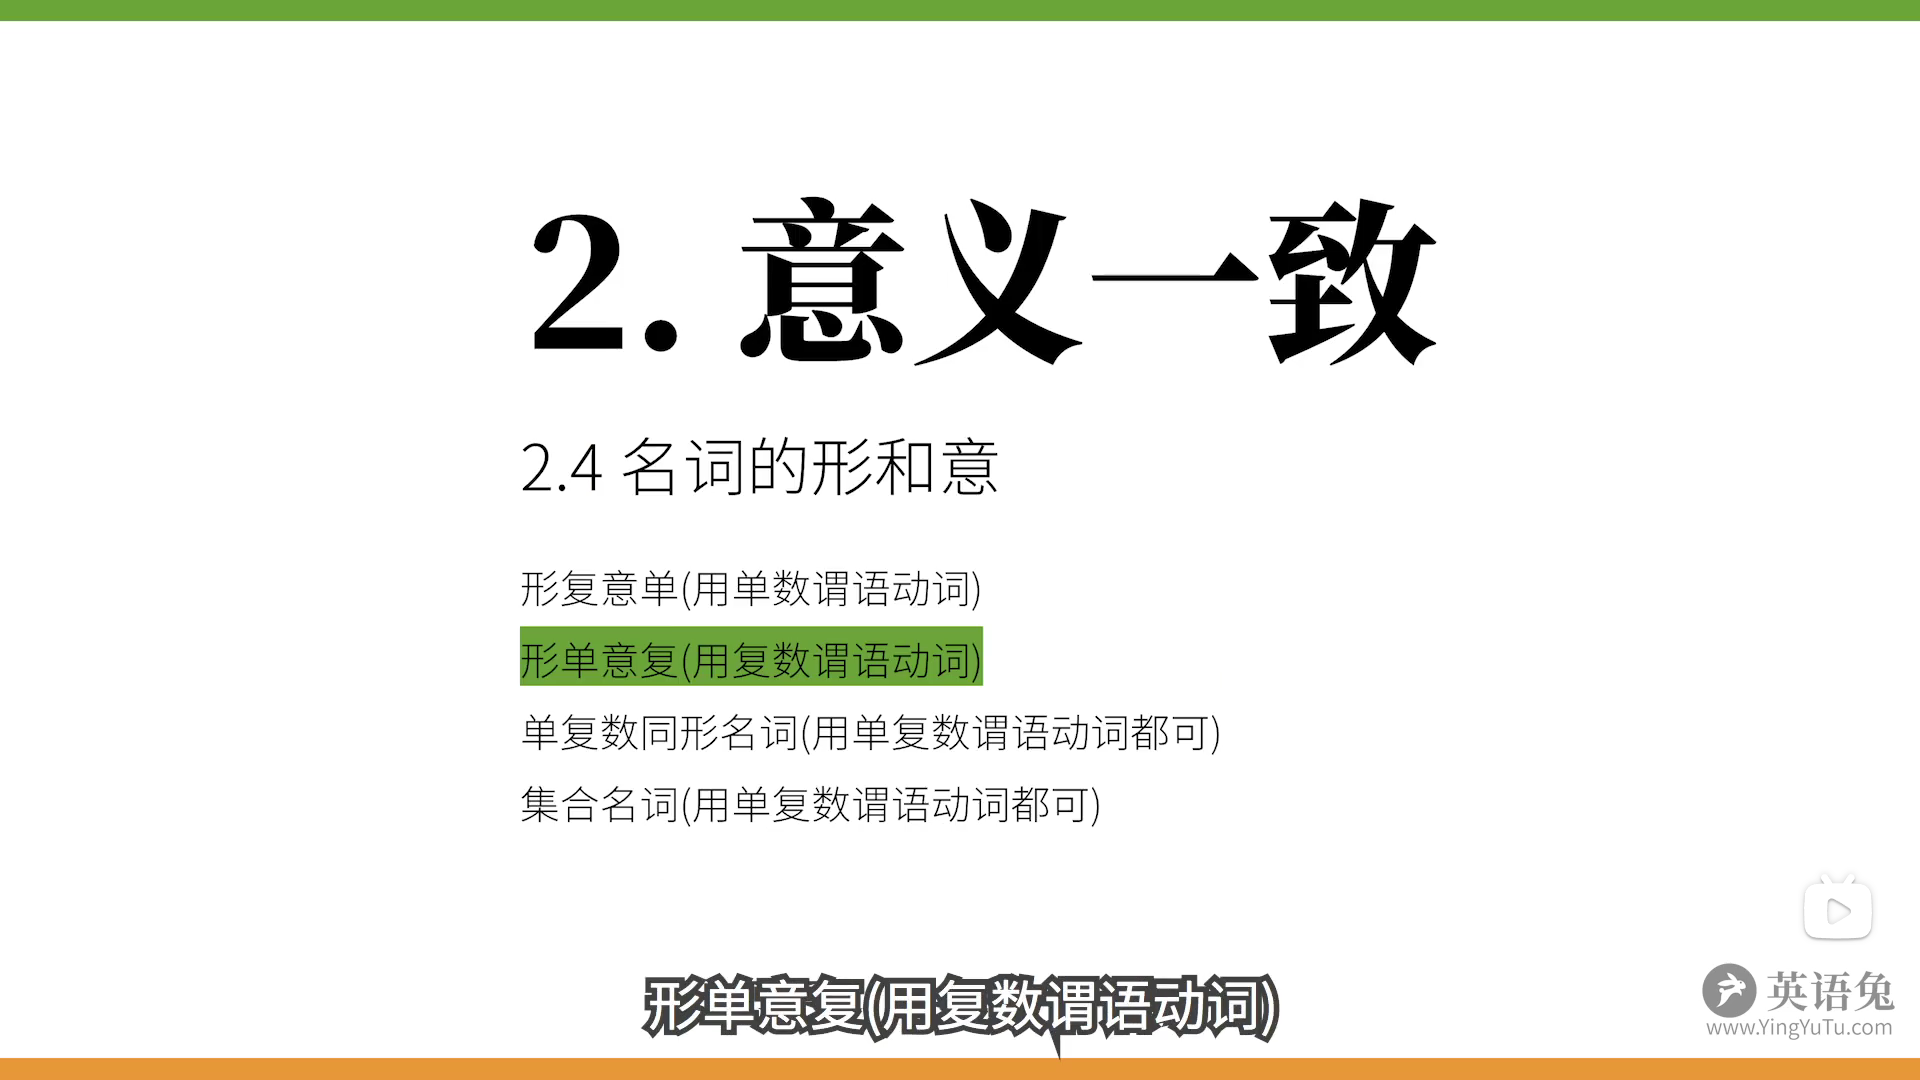 2. 意义一致
2.4 名词的形和意
形复意单(用单数谓语动词)
形单意复(用复数谓语动词)
单复数同形名词(用单复数谓语动词都可)
集合名词(用单复数谓语动词都可)
形单意复(用复数谓语动词)
英语兔
www.YingYuTu.com